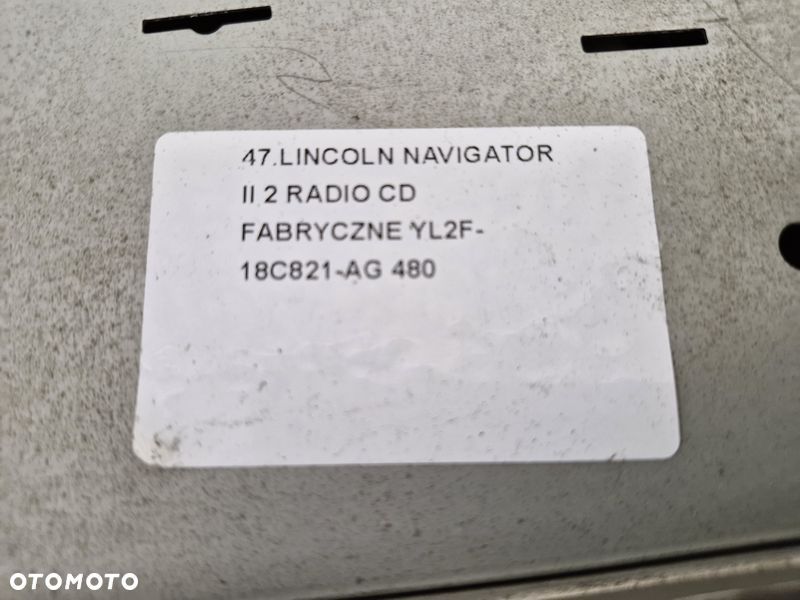 47.LINCOLN NAVIGATOR
II 2 RADIO CD
FABRYCZNE YL2F-
18C821-AG 480
OTOMOTO